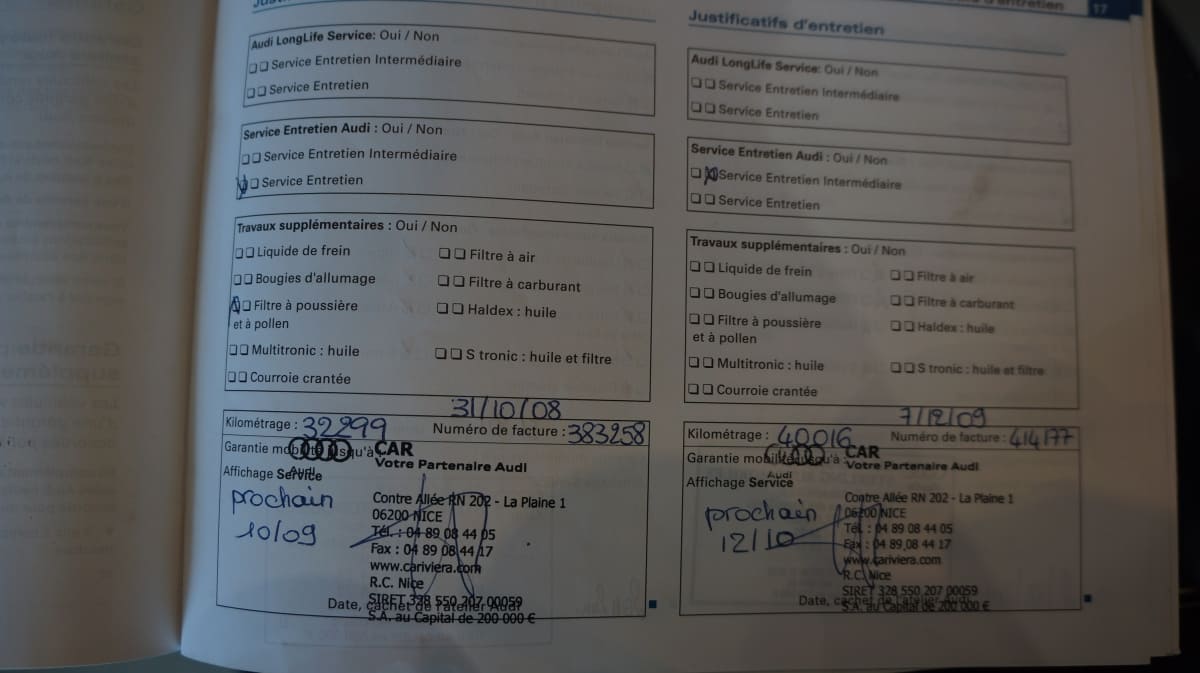 d'entretien 17
Audi LongLife Service: Oui / Non
❑ ❑ Service Entretien Intermédiaire
❑ ❑ Service Entretien
Service Entretien Audi : Oui / Non
❑ ❑ Service Entretien Intermédiaire
❑ ❑ Service Entretien
Travaux supplémentaires : Oui / Non
❑ ❑ Liquide de frein ❑ ❑ Filtre à air
❑ ❑ Bougies d'allumage ❑ ❑ Filtre à carburant
❑ ❑ Filtre à poussière ❑ ❑ Haldex : huile
et à pollen
❑ ❑ Multitronic : huile ❑ ❑ S tronic : huile et filtre
❑ ❑ Courroie crantée
31/10/08
Kilométrage : 32299 Numéro de facture : 383258
Garantie mobilité jusqu'à : CAR
Audi Votre Partenaire Audi
Affichage Service
prochain
10/09
Contre Allée RN 202 - La Plaine 1
06200 NICE
Tél. : 04 89 08 44 05
Fax : 04 89 08 44 17
www.cariviera.com
R.C. Nice
SIRET 328 550 207 00059
Date, cachet de l'atelier Audi
S.A. au Capital de 200 000 €
Justificatifs d'entretien
Audi LongLife Service: Oui / Non
❑ ❑ Service Entretien Intermédiaire
❑ ❑ Service Entretien
Service Entretien Audi : Oui / Non
❑ ❑ Service Entretien Intermédiaire
❑ ❑ Service Entretien
Travaux supplémentaires : Oui / Non
❑ ❑ Liquide de frein ❑ ❑ Filtre à air
❑ ❑ Bougies d'allumage ❑ ❑ Filtre à carburant
❑ ❑ Filtre à poussière ❑ ❑ Haldex : huile
et à pollen
❑ ❑ Multitronic : huile ❑ ❑ S tronic : huile et filtre
❑ ❑ Courroie crantée
7/12/09
Kilométrage : 40016 Numéro de facture : 414177
Garantie mobilité jusqu'à : CAR
Audi Votre Partenaire Audi
Affichage Service
prochain
12/10
Contre Allée RN 202 - La Plaine 1
06200 NICE
Tél. : 04 89 08 44 05
Fax : 04 89 08 44 17
www.cariviera.com
R.C. Nice
SIRET 328 550 207 00059
Date, cachet de l'atelier Audi
S.A. au Capital de 200 000 €